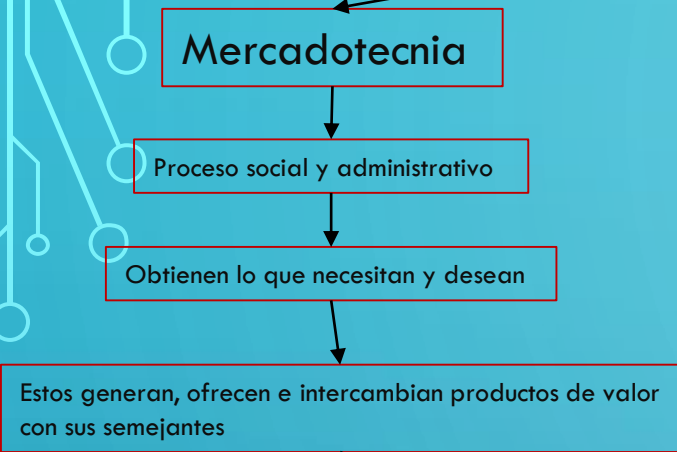 Mercadotecnia
Proceso social y administrativo
Obtienen lo que necesitan y desean
Estos generan, ofrecen e intercambian productos de valor
con sus semejantes